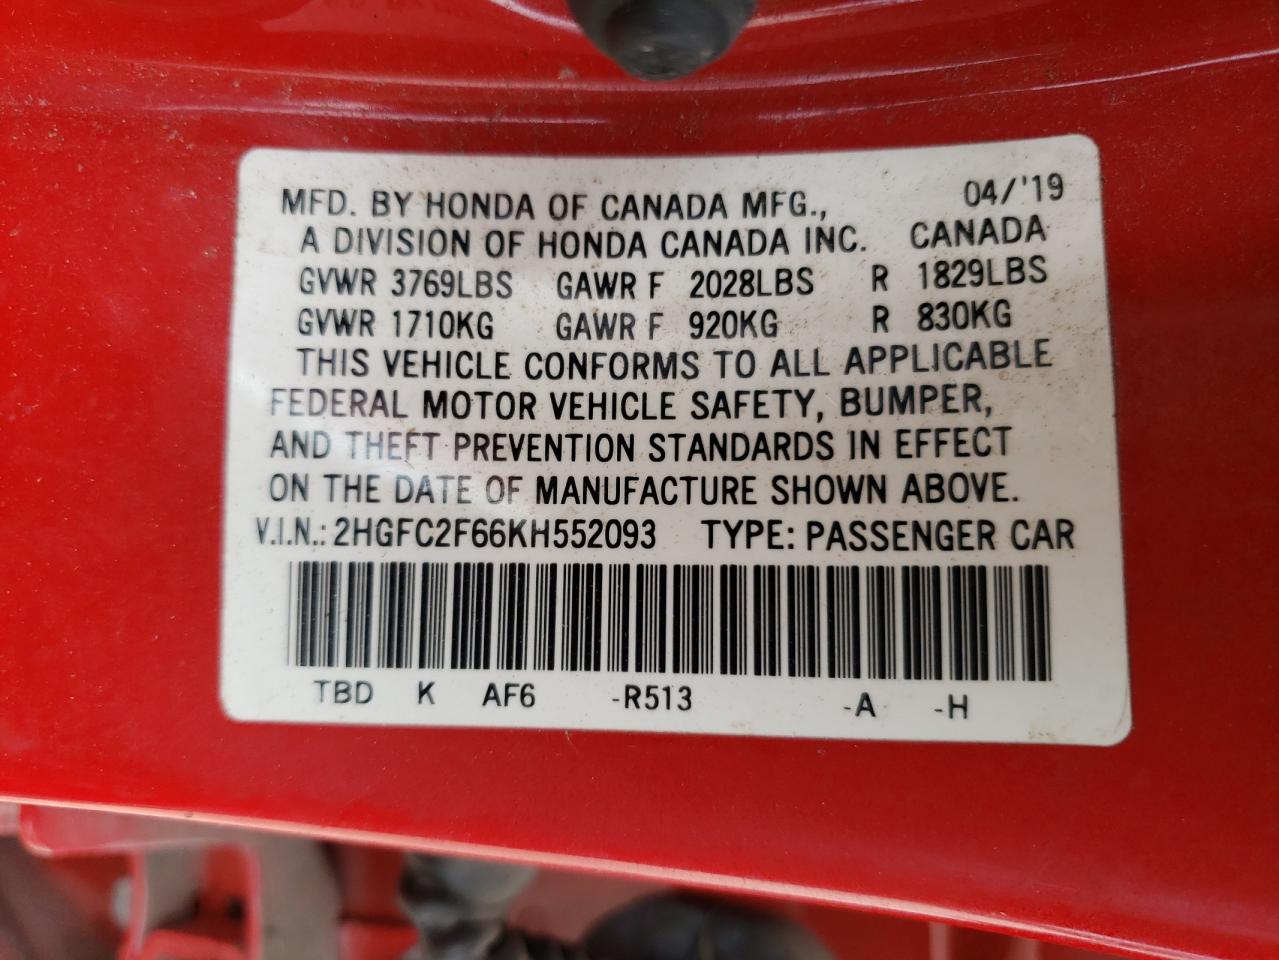 MFD. BY HONDA OF CANADA MFG., 04/'19
A DIVISION OF HONDA CANADA INC. CANADA
GVWR 3769LBS GAWR F 2028LBS R 1829LBS
GVWR 1710KG GAWR F 920KG R 830KG
THIS VEHICLE CONFORMS TO ALL APPLICABLE
FEDERAL MOTOR VEHICLE SAFETY, BUMPER,
AND THEFT PREVENTION STANDARDS IN EFFECT
ON THE DATE OF MANUFACTURE SHOWN ABOVE.
V.I.N.: 2HGFC2F66KH552093 TYPE: PASSENGER CAR
TBD K AF6 -R513 -A -H